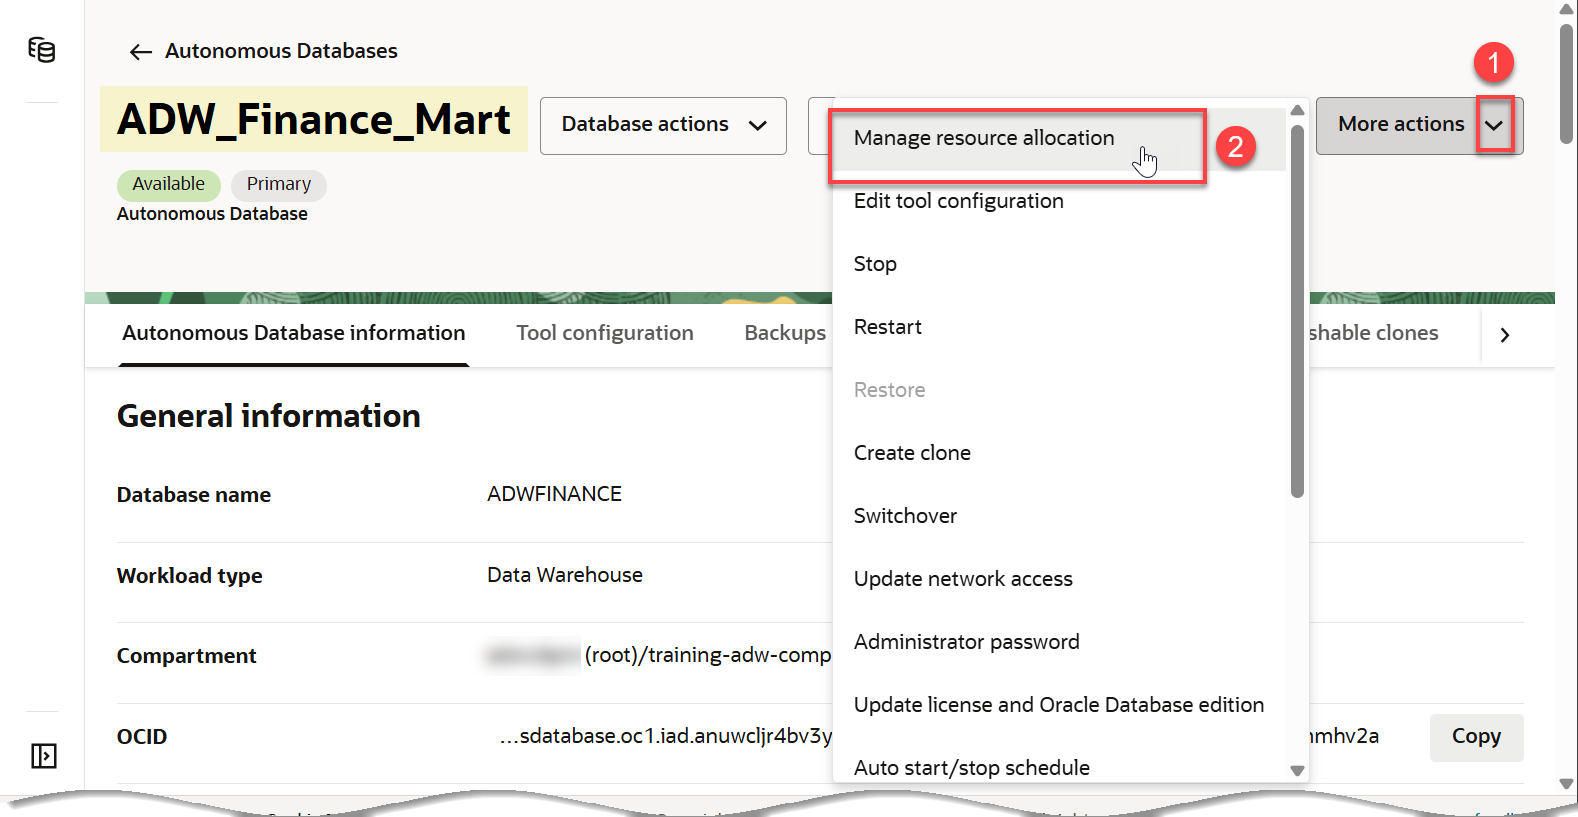 Autonomous Databases
1
ADW_Finance_Mart
Database actions
More actions
Manage resource allocation
2
Available
Primary
Edit tool configuration
Autonomous Database
Stop
Restart
Autonomous Database information
Tool configuration
Backups
shable clones
Restore
General information
Create clone
Database name
ADWFINANCE
Switchover
Workload type
Data Warehouse
Update network access
Administrator password
Compartment
(root)/training-adw-comp
Update license and Oracle Database edition
OCID
...sdatabase.oc1.iad.anuwcljr4bv3y
mhv2a
Copy
Auto start/stop schedule